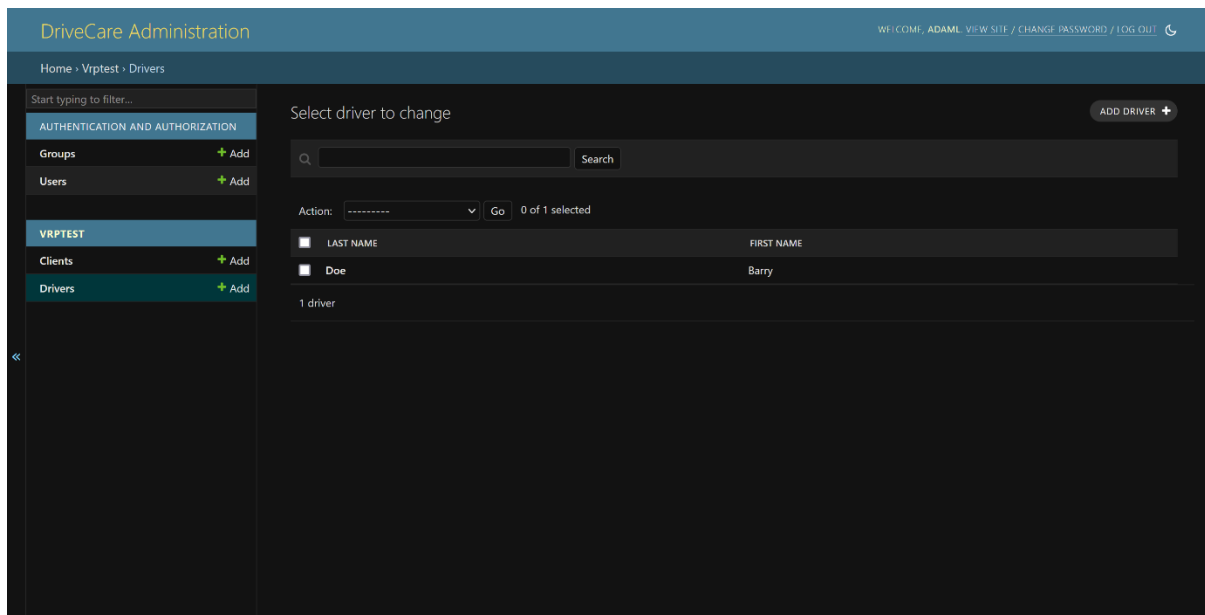 DriveCare Administration
WELCOME, ADAML. VIEW SITE / CHANGE PASSWORD / LOG OUT
Home › Vrptest › Drivers
Start typing to filter...
AUTHENTICATION AND AUTHORIZATION
Groups + Add
Users + Add
VRPTEST
Clients + Add
Drivers + Add
«
Select driver to change
ADD DRIVER +
Search
Action: --------- Go 0 of 1 selected
LAST NAME FIRST NAME
Doe Barry
1 driver